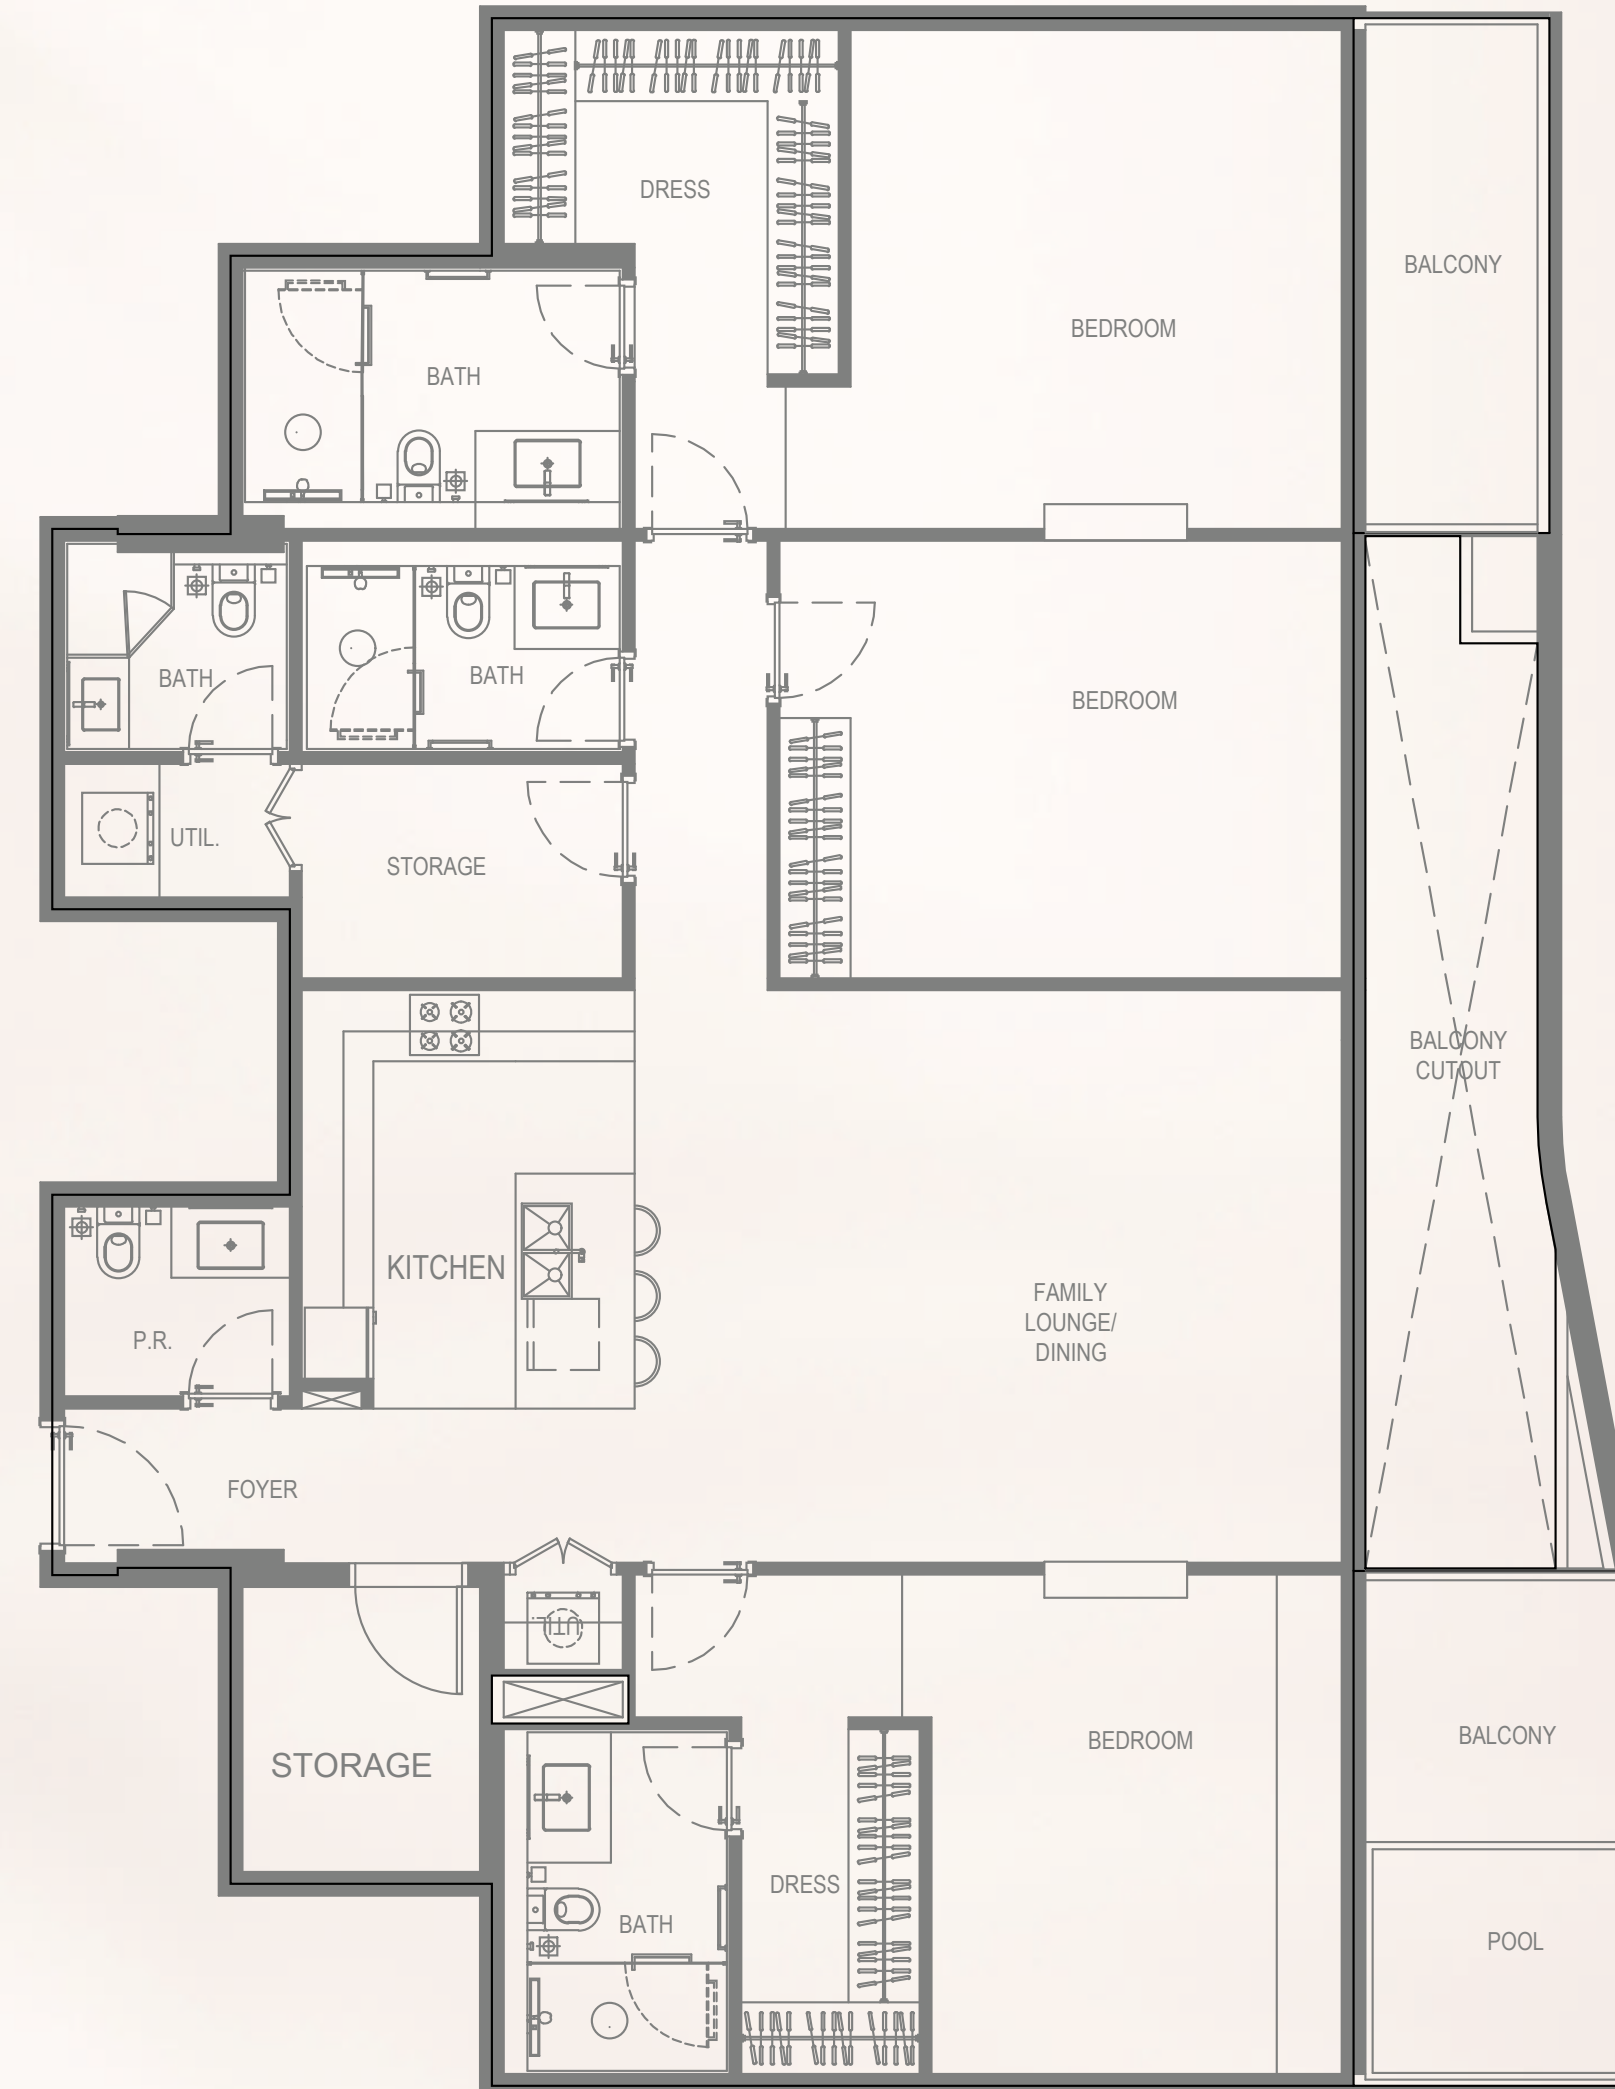 DRESS
BALCONY
BEDROOM
BATH
BATH
BATH
BEDROOM
UTIL.
STORAGE
BALCONY
CUTOUT
KITCHEN
FAMILY
LOUNGE/
DINING
P.R.
FOYER
UTIL.
STORAGE
BEDROOM
BALCONY
DRESS
BATH
POOL